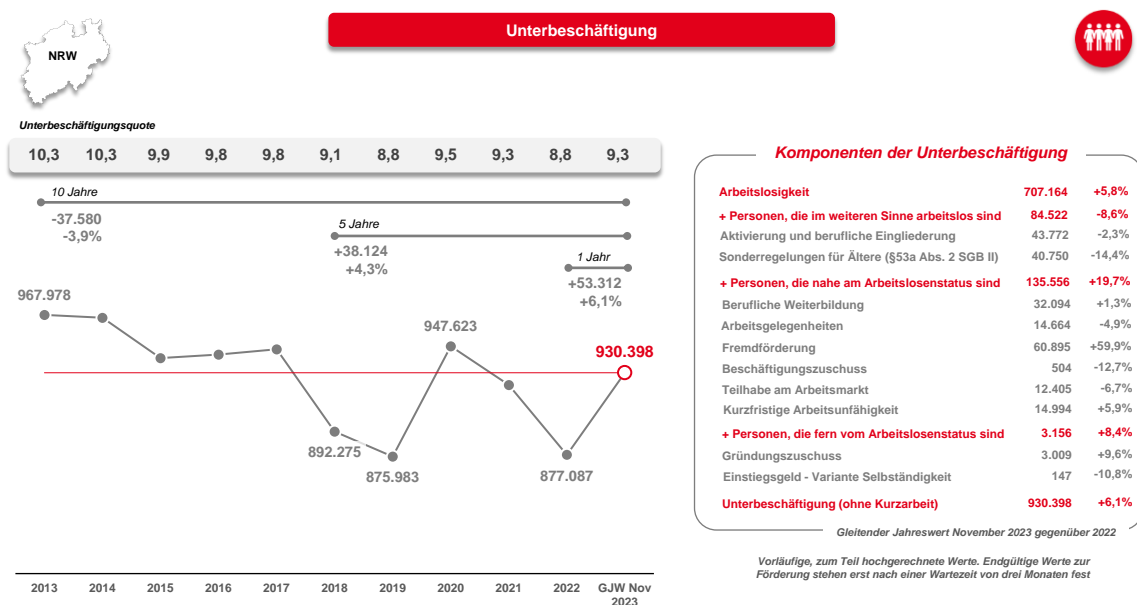 Unterbeschäftigung
NRW
Unterbeschäftigungsquote
10,3 10,3 9,9 9,8 9,8 9,1 8,8 9,5 9,3 8,8 9,3
10 Jahre
-37.580
-3,9%
5 Jahre
+38.124
+4,3%
1 Jahr
+53.312
+6,1%
967.978
892.275
875.983
947.623
877.087
930.398
2013 2014 2015 2016 2017 2018 2019 2020 2021 2022 GJW Nov
2023
Komponenten der Unterbeschäftigung
Arbeitslosigkeit 707.164 +5,8%
+ Personen, die im weiteren Sinne arbeitslos sind 84.522 -8,6%
Aktivierung und berufliche Eingliederung 43.772 -2,3%
Sonderregelungen für Ältere (§53a Abs. 2 SGB II) 40.750 -14,4%
+ Personen, die nahe am Arbeitslosenstatus sind 135.556 +19,7%
Berufliche Weiterbildung 32.094 +1,3%
Arbeitsgelegenheiten 14.664 -4,9%
Fremdförderung 60.895 +59,9%
Beschäftigungszuschuss 504 -12,7%
Teilhabe am Arbeitsmarkt 12.405 -6,7%
Kurzfristige Arbeitsunfähigkeit 14.994 +5,9%
+ Personen, die fern vom Arbeitslosenstatus sind 3.156 +8,4%
Gründungszuschuss 3.009 +9,6%
Einstiegsgeld - Variante Selbständigkeit 147 -10,8%
Unterbeschäftigung (ohne Kurzarbeit) 930.398 +6,1%
Gleitender Jahreswert November 2023 gegenüber 2022
Vorläufige, zum Teil hochgerechnete Werte. Endgültige Werte zur
Förderung stehen erst nach einer Wartezeit von drei Monaten fest